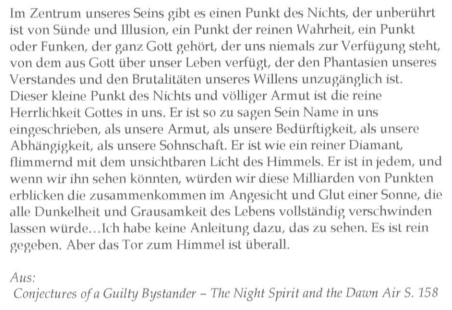 Im Zentrum unseres Seins gibt es einen Punkt des Nichts, der unberührt
ist von Sünde und Illusion, ein Punkt der reinen Wahrheit, ein Punkt
oder Funken, der ganz Gott gehört, der uns niemals zur Verfügung steht,
von dem aus Gott über unser Leben verfügt, der den Phantasien unseres
Verstandes und den Brutalitäten unseres Willens unzugänglich ist.
Dieser kleine Punkt des Nichts und völliger Armut ist die reine
Herrlichkeit Gottes in uns. Er ist so zu sagen Sein Name in uns
eingeschrieben, als unsere Armut, als unsere Bedürftigkeit, als unsere
Abhängigkeit, als unsere Sohnschaft. Er ist wie ein reiner Diamant,
flimmernd mit dem unsichtbaren Licht des Himmels. Er ist in jedem, und
wenn wir ihn sehen könnten, würden wir diese Milliarden von Punkten
erblicken die zusammenkommen im Angesicht und Glut einer Sonne, die
alle Dunkelheit und Grausamkeit des Lebens vollständig verschwinden
lassen würde…Ich habe keine Anleitung dazu, das zu sehen. Es ist rein
gegeben. Aber das Tor zum Himmel ist überall.
Aus:
Conjectures of a Guilty Bystander – The Night Spirit and the Dawn Air S. 158